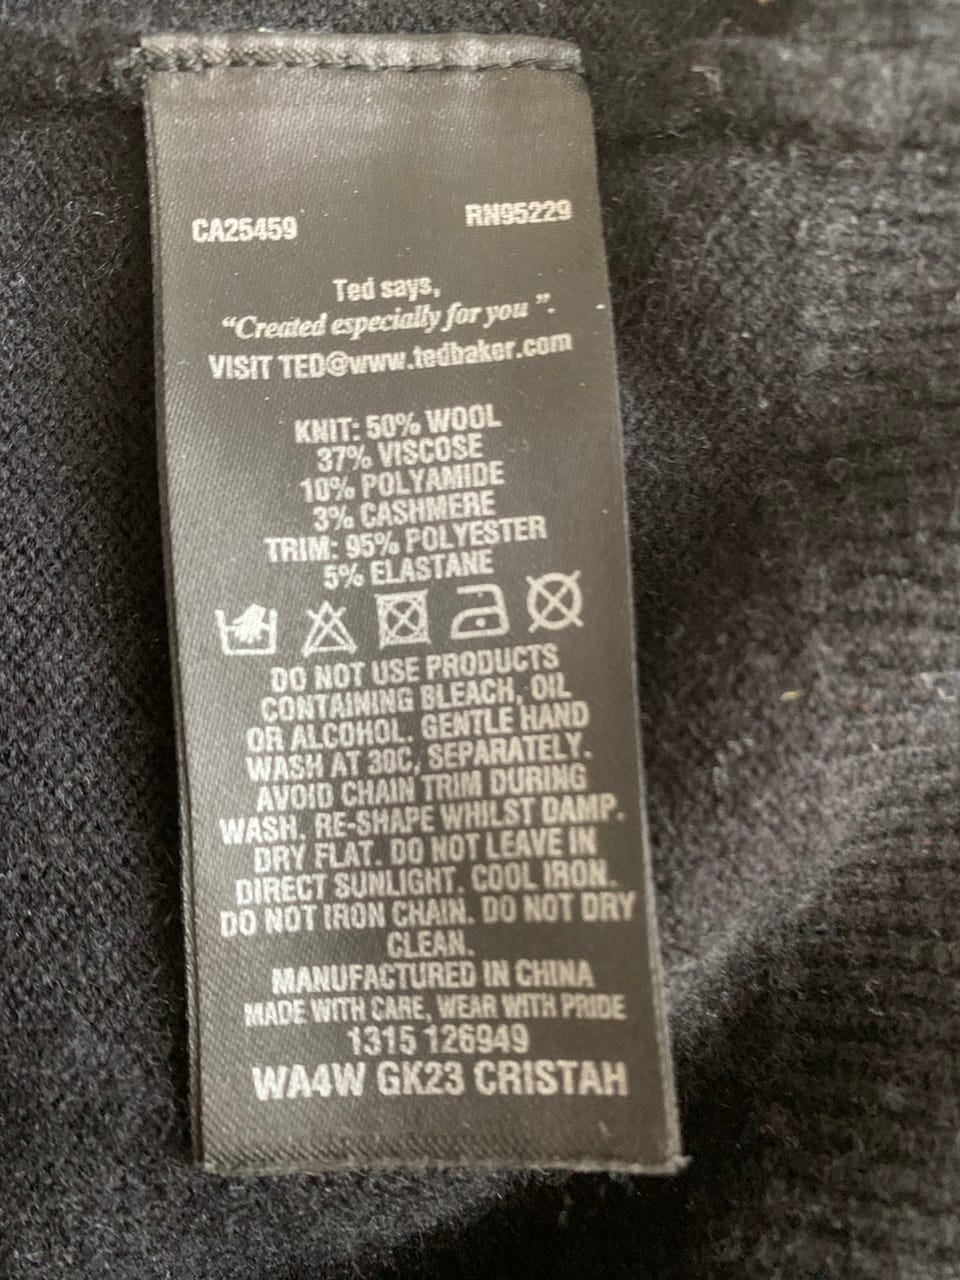 CA25459 RN95229
Ted says,
“Created especially for you ”.
VISIT TED@www.tedbaker.com
KNIT: 50% WOOL
37% VISCOSE
10% POLYAMIDE
3% CASHMERE
TRIM: 95% POLYESTER
5% ELASTANE
DO NOT USE PRODUCTS
CONTAINING BLEACH, OIL
OR ALCOHOL. GENTLE HAND
WASH AT 30C, SEPARATELY.
AVOID CHAIN TRIM DURING
WASH. RE-SHAPE WHILST DAMP.
DRY FLAT. DO NOT LEAVE IN
DIRECT SUNLIGHT. COOL IRON.
DO NOT IRON CHAIN. DO NOT DRY
CLEAN.
MANUFACTURED IN CHINA
MADE WITH CARE, WEAR WITH PRIDE
1315 126949
WA4W GK23 CRISTAH